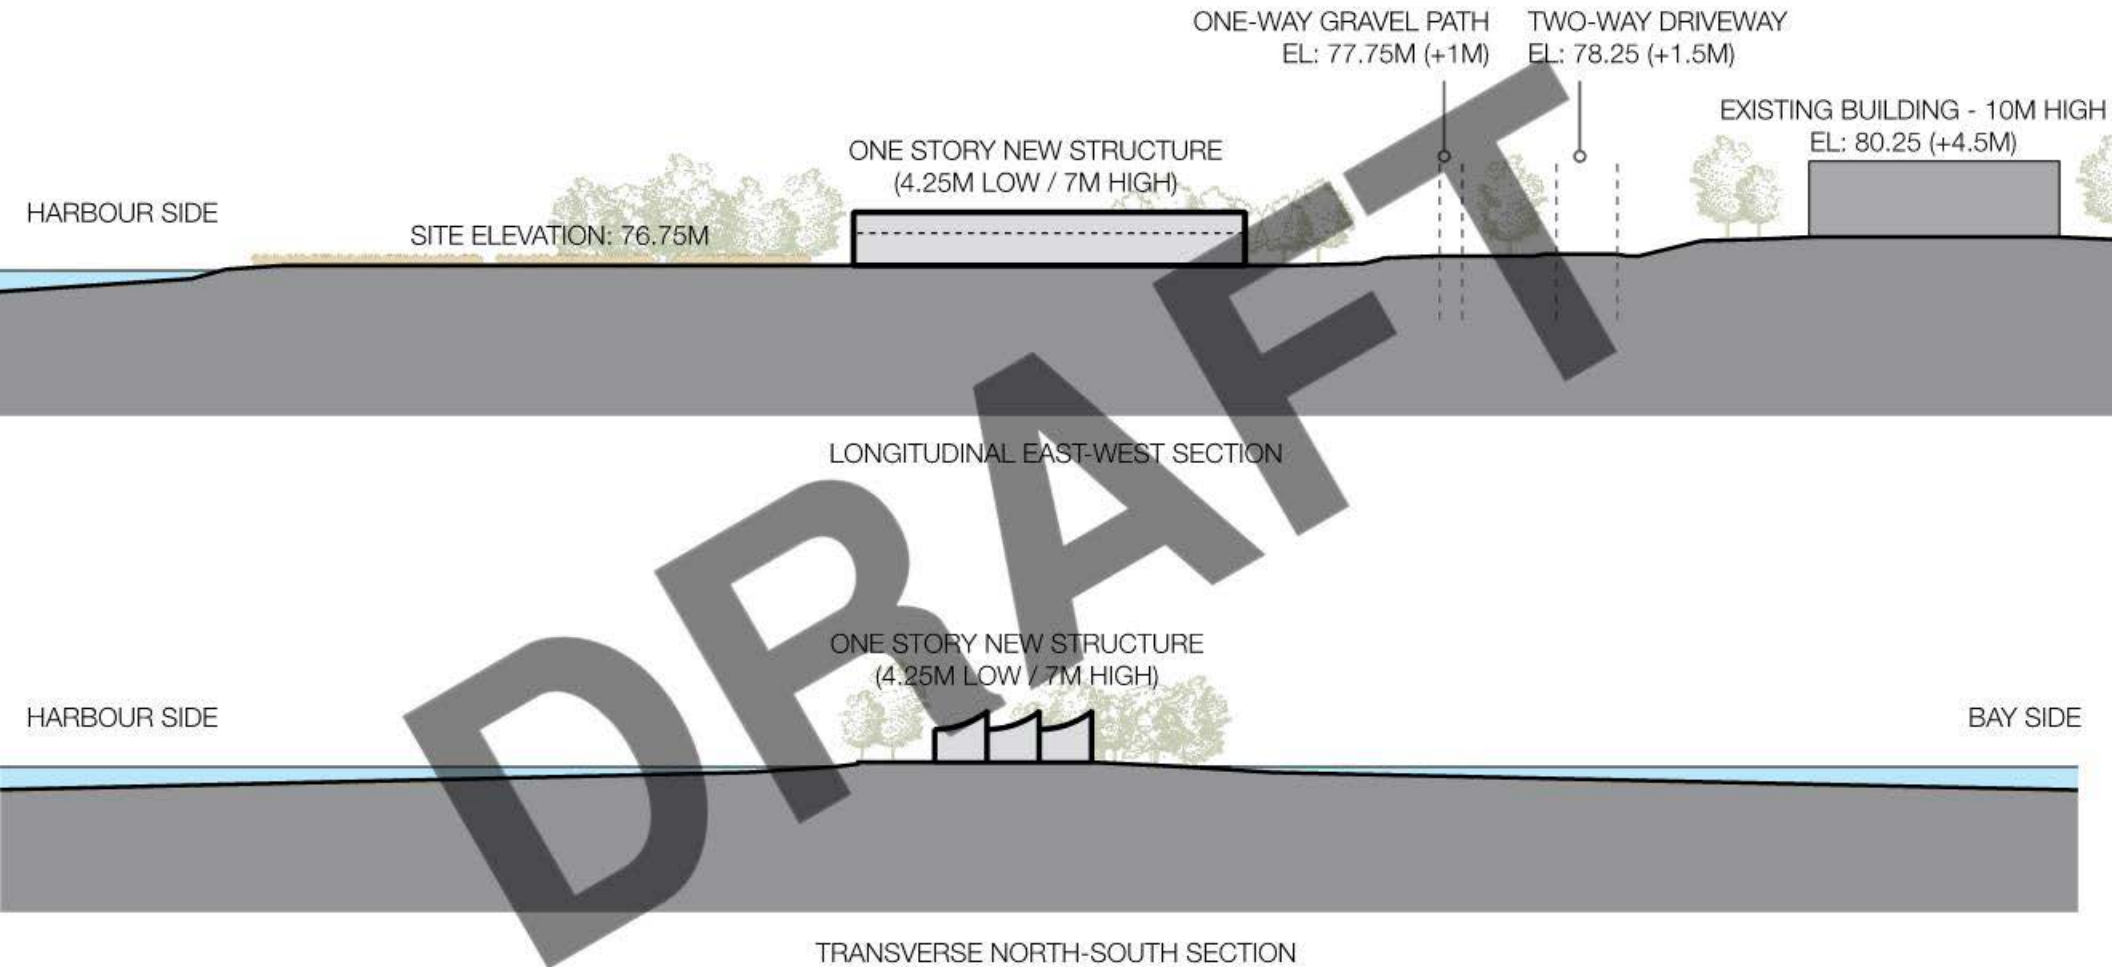 ONE-WAY GRAVEL PATH
EL: 77.75M (+1M)
TWO-WAY DRIVEWAY
EL: 78.25 (+1.5M)
EXISTING BUILDING - 10M HIGH
EL: 80.25 (+4.5M)
ONE STORY NEW STRUCTURE
(4.25M LOW / 7M HIGH)
HARBOUR SIDE
SITE ELEVATION: 76.75M
LONGITUDINAL EAST-WEST SECTION
DRAFT
ONE STORY NEW STRUCTURE
(4.25M LOW / 7M HIGH)
HARBOUR SIDE
BAY SIDE
TRANSVERSE NORTH-SOUTH SECTION